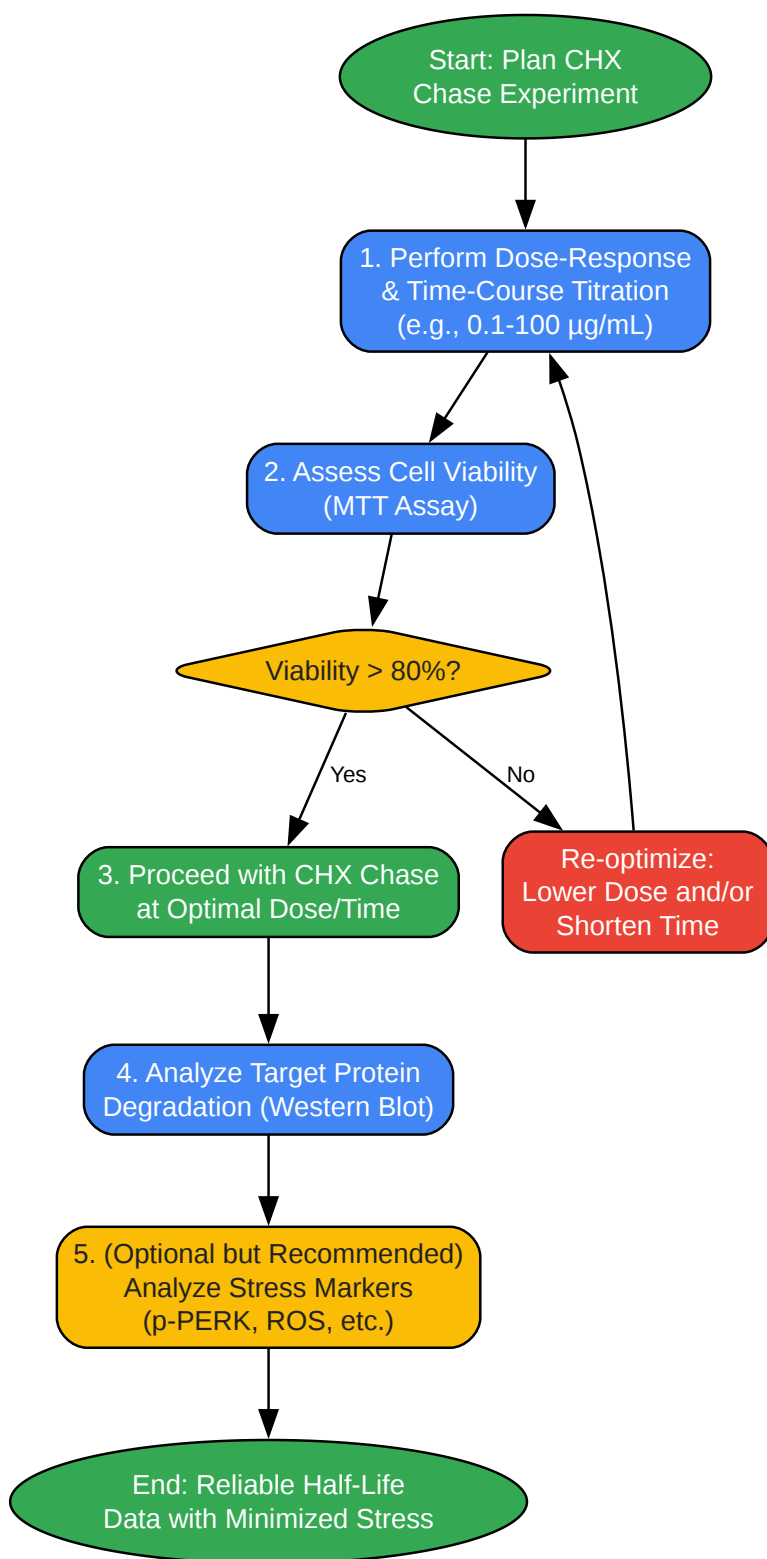 Start: Plan CHX
Chase Experiment
1. Perform Dose-Response
& Time-Course Titration
(e.g., 0.1-100 µg/mL)
2. Assess Cell Viability
(MTT Assay)
Viability > 80%?
Yes
No
3. Proceed with CHX Chase
at Optimal Dose/Time
Re-optimize:
Lower Dose and/or
Shorten Time
4. Analyze Target Protein
Degradation (Western Blot)
5. (Optional but Recommended)
Analyze Stress Markers
(p-PERK, ROS, etc.)
End: Reliable Half-Life
Data with Minimized Stress